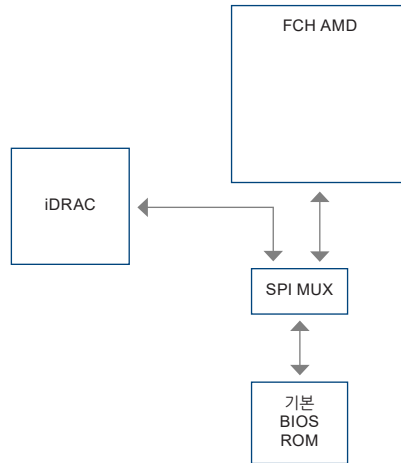 FCH AMD
iDRAC
SPI MUX
기본
BIOS
ROM